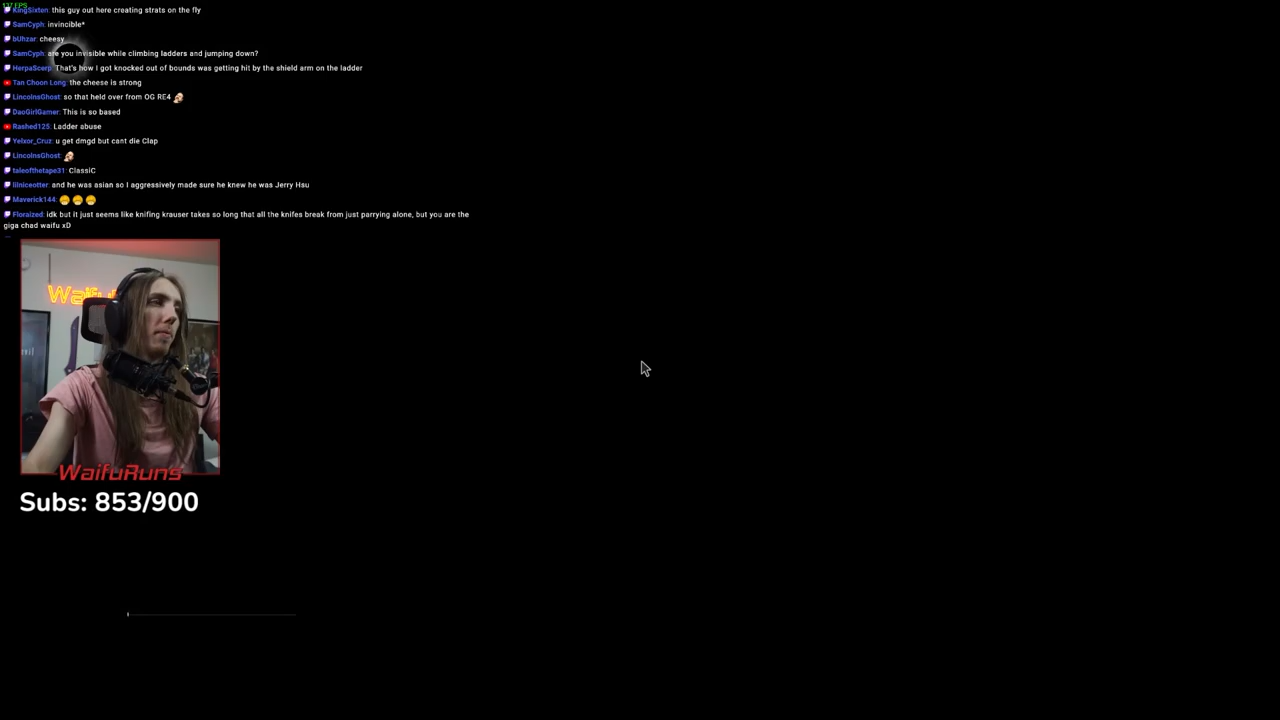 137 FPS
KingSixten: this guy out here creating strats on the fly
SamCyph: invincible*
bUhzar: cheesy
SamCyph: are you invisible while climbing ladders and jumping down?
HerpaScerp: That's how I got knocked out of bounds was getting hit by the shield arm on the ladder
Tan Choon Long: the cheese is strong
LincolnsGhost: so that held over from OG RE4
DaoGirlGamer: This is so based
Rashed125: Ladder abuse
Yelxor_Cruz: u get dmgd but cant die Clap
LincolnsGhost:
taleofthetape31: ClassiC
lilniceotter: and he was asian so I aggressively made sure he knew he was Jerry Hsu
Maverick144:
Floraized: idk but it just seems like knifing krauser takes so long that all the knifes break from just parrying alone, but you are the
giga chad waifu xD
WaifuRuns
Subs: 853/900